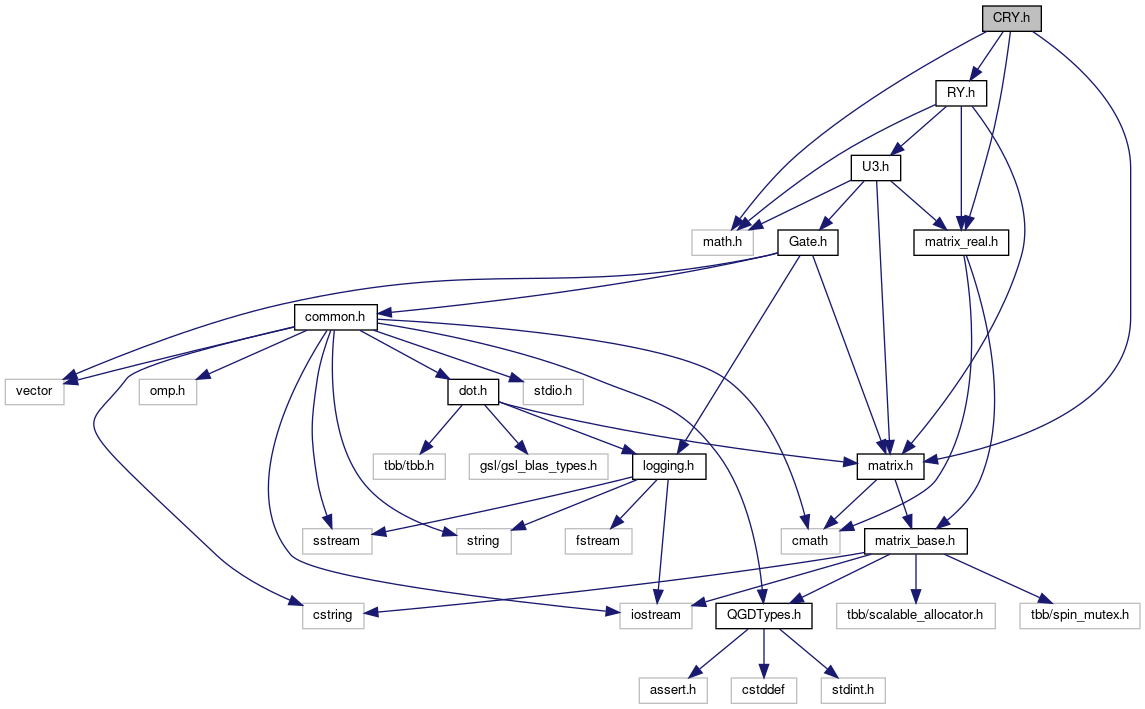 CRY.h
RY.h
U3.h
math.h
Gate.h
matrix_real.h
common.h
vector
omp.h
dot.h
stdio.h
tbb/tbb.h
gsl/gsl_blas_types.h
logging.h
matrix.h
sstream
string
fstream
cmath
matrix_base.h
cstring
iostream
QGDTypes.h
tbb/scalable_allocator.h
tbb/spin_mutex.h
assert.h
cstddef
stdint.h